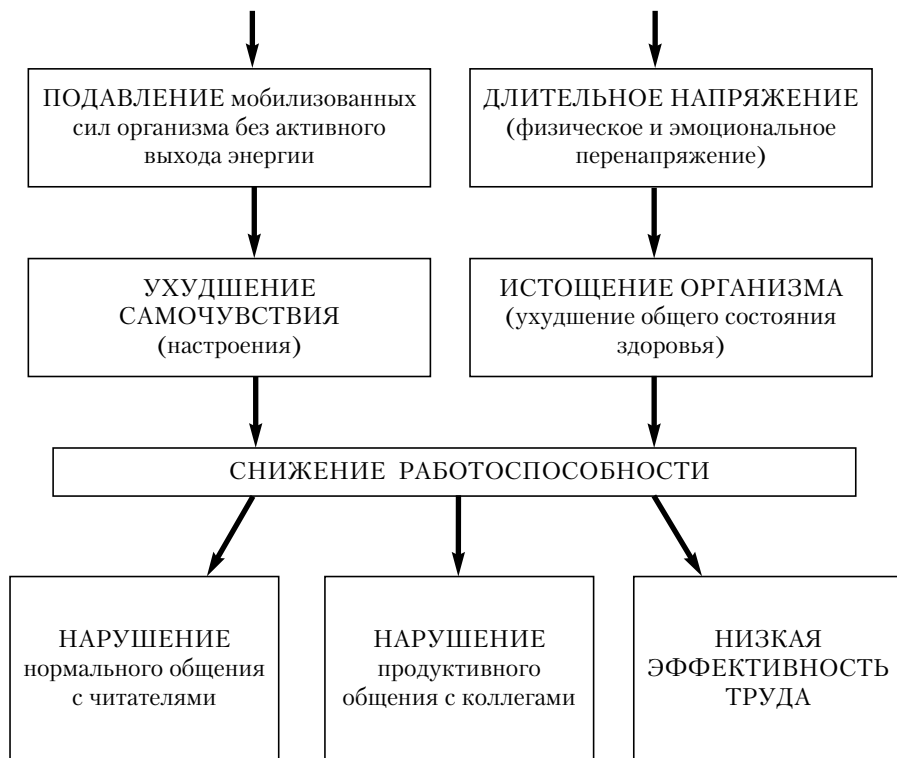 ПОДАВЛЕНИЕ мобилизованных
сил организма без активного
выхода энергии
ДЛИТЕЛЬНОЕ НАПРЯЖЕНИЕ
(физическое и эмоциональное
перенапряжение)
УХУДШЕНИЕ
САМОЧУВСТВИЯ
(настроения)
ИСТОЩЕНИЕ ОРГАНИЗМА
(ухудшение общего состояния
здоровья)
СНИЖЕНИЕ РАБОТОСПОСОБНОСТИ
НАРУШЕНИЕ
нормального общения
с читателями
НАРУШЕНИЕ
продуктивного
общения с коллегами
НИЗКАЯ
ЭФФЕКТИВНОСТЬ
ТРУДА